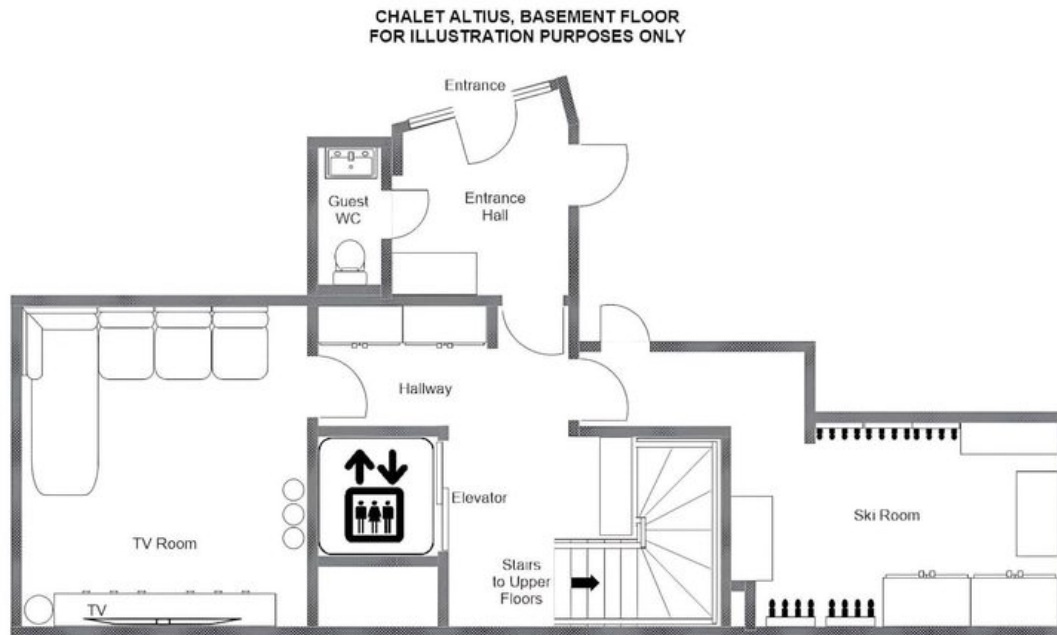 CHALET ALTIUS, BASEMENT FLOOR
FOR ILLUSTRATION PURPOSES ONLY
Entrance
Guest
WC
Entrance
Hall
Hallway
Elevator
TV Room
Ski Room
Stairs
to Upper
Floors
TV